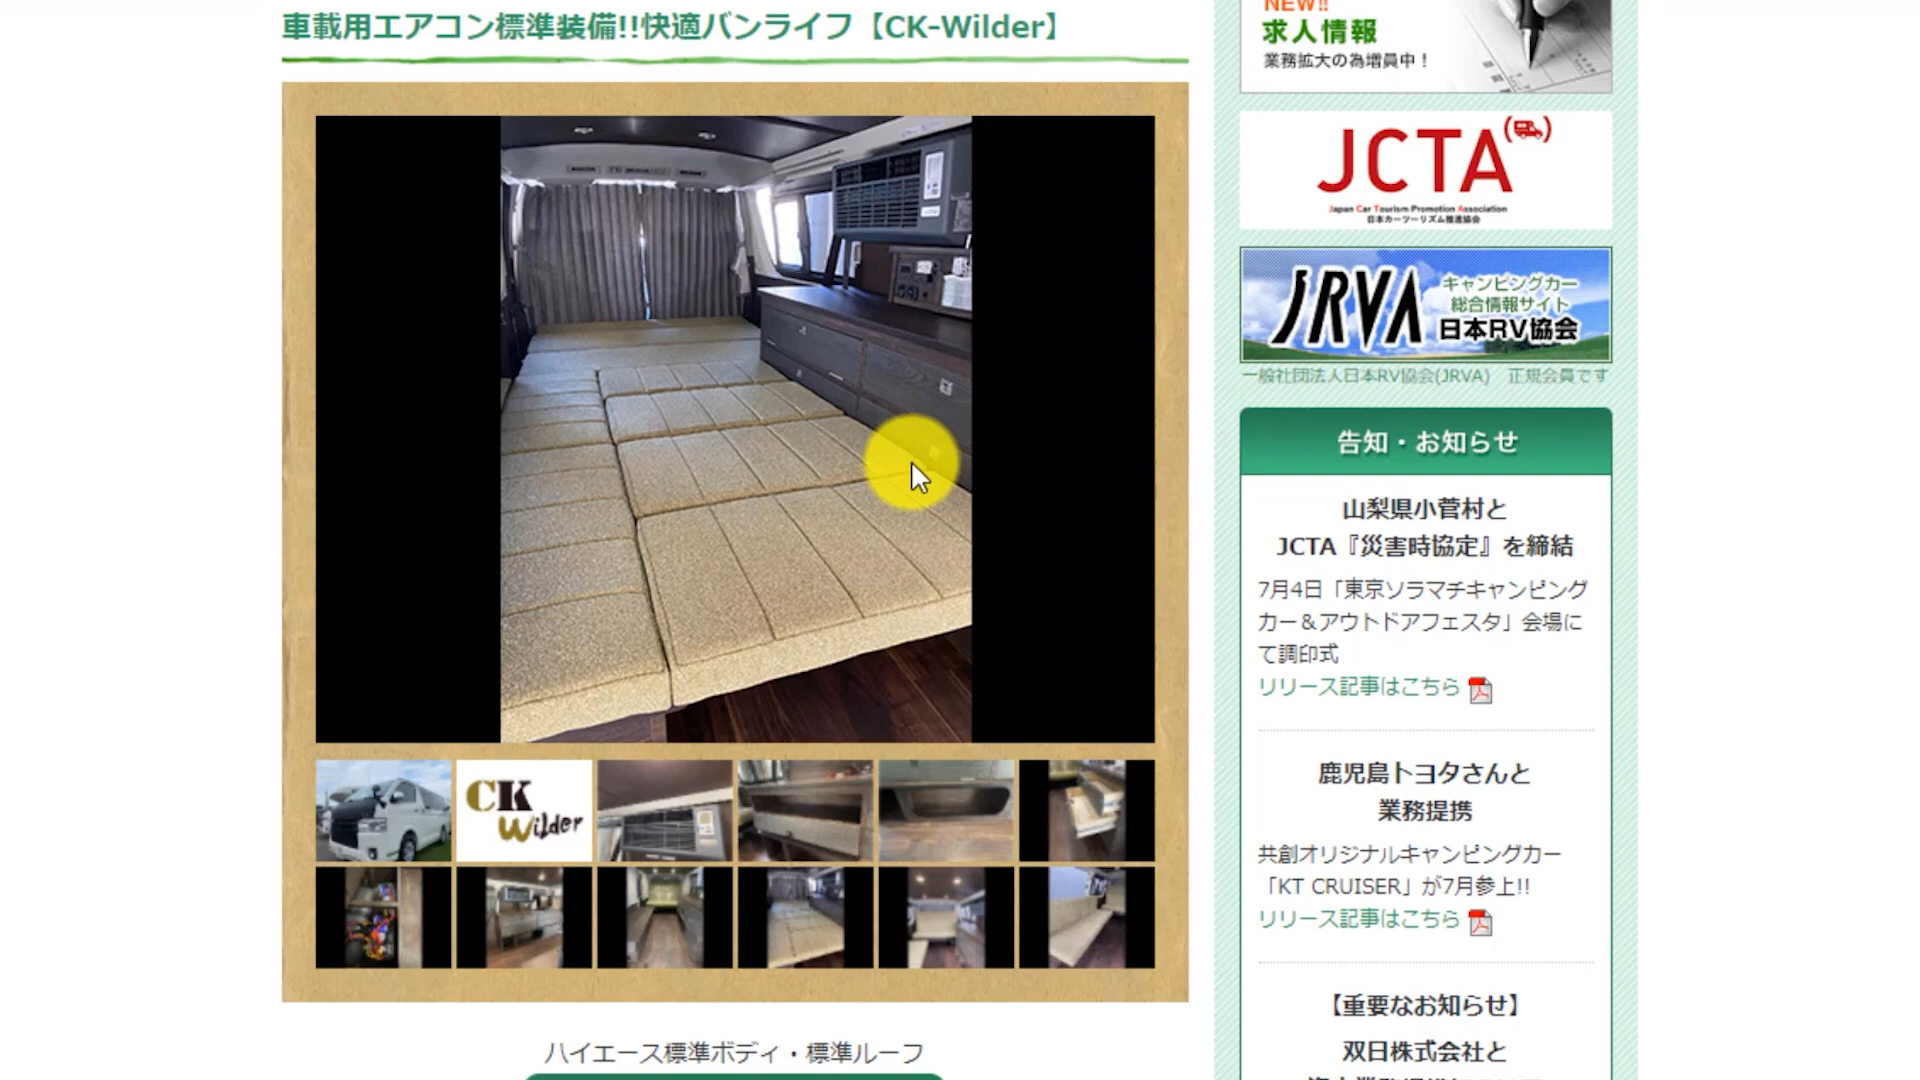 車載用エアコン標準装備!!快適バンライフ【CK-Wilder】
CK
Wilder
ハイエース標準ボディ・標準ルーフ
NEW!!
求人情報
業務拡大の為増員中！
JCTA
Japan Car Tourism Promotion Association
日本カーツーリズム推進協会
JRVA
キャンピングカー
総合情報サイト
日本RV協会
一般社団法人日本RV協会(JRVA)　正規会員です
告知・お知らせ
山梨県小菅村と
JCTA『災害時協定』を締結
7月4日「東京ソラマチキャンピング
カー＆アウトドアフェスタ」会場に
て調印式
リリース記事はこちら
鹿児島トヨタさんと
業務提携
共創オリジナルキャンピングカー
「KT CRUISER」が7月参上!!
リリース記事はこちら
【重要なお知らせ】
双日株式会社と